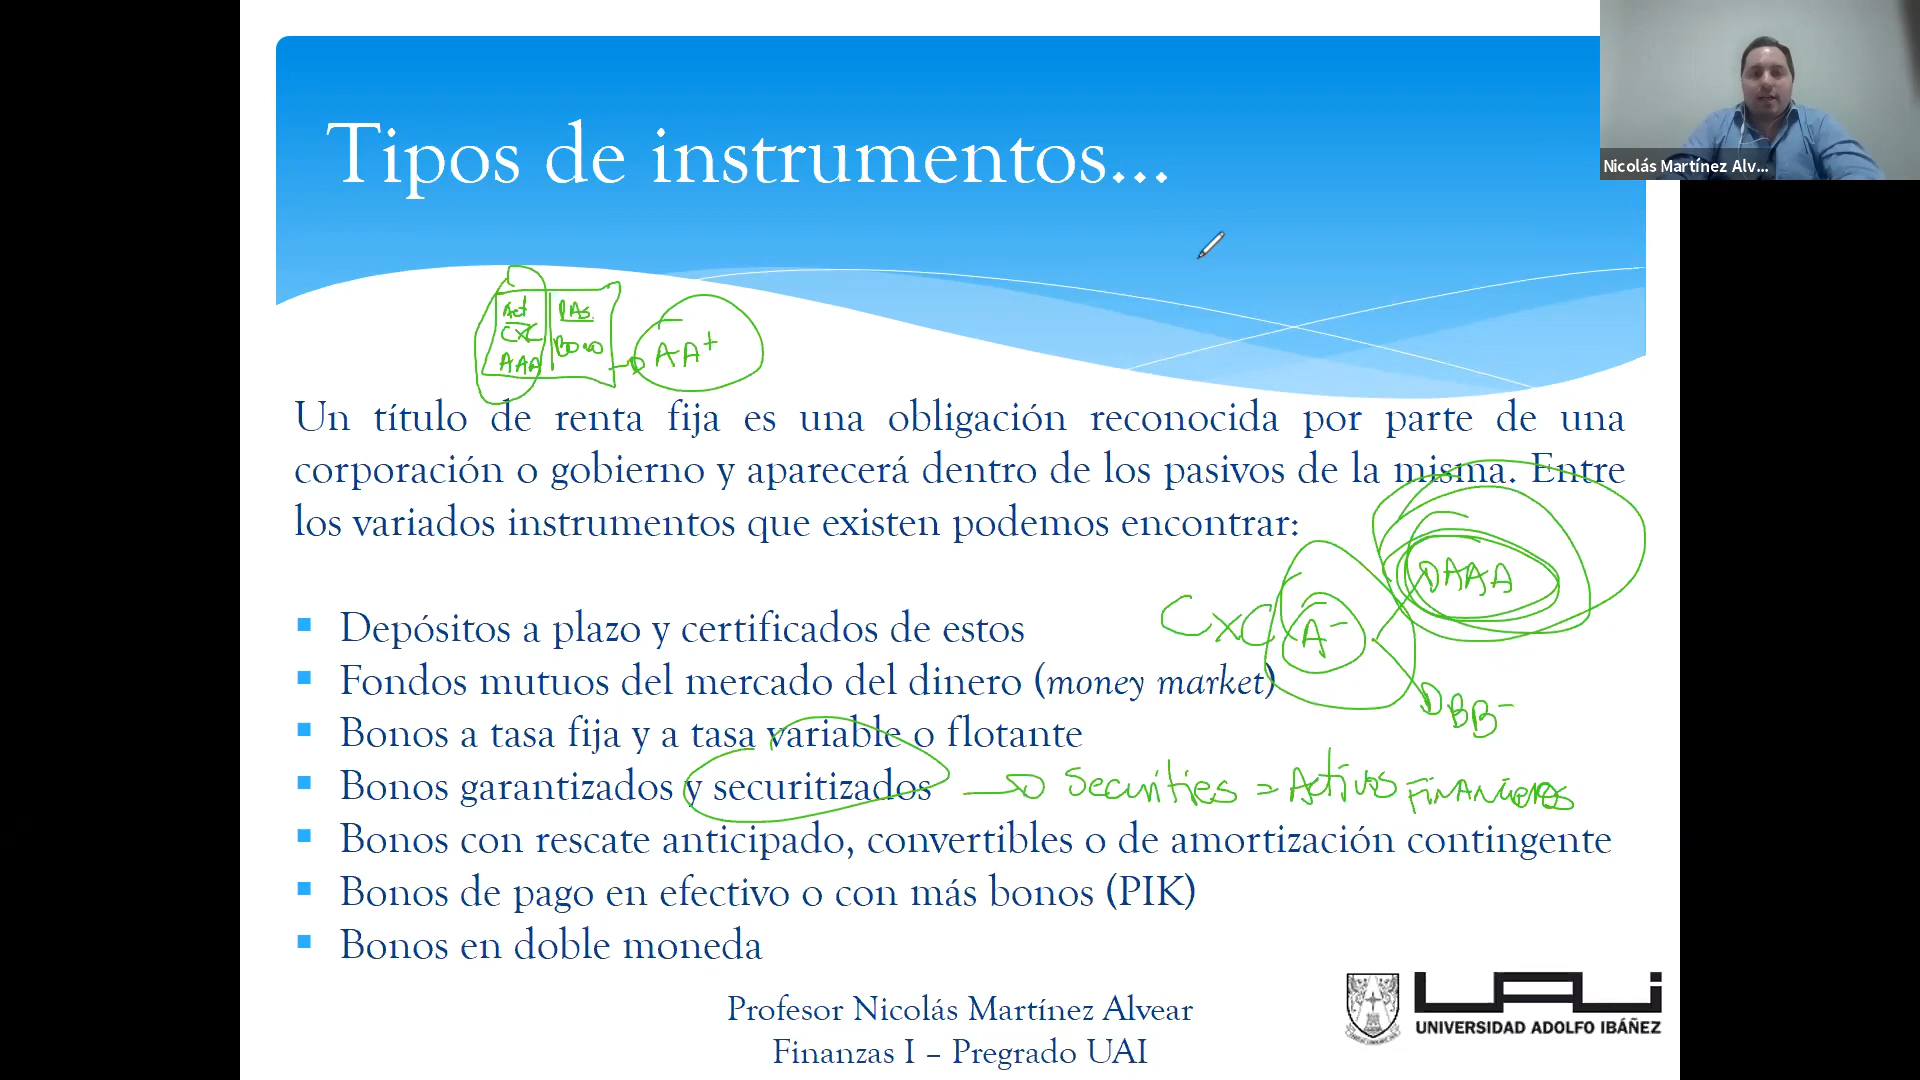 Tipos de instrumentos...
Nicolás Martínez Alv...
Act PAs.
CXC Bono
AAA
AA+
Un título de renta fija es una obligación reconocida por parte de una
corporación o gobierno y aparecerá dentro de los pasivos de la misma. Entre
los variados instrumentos que existen podemos encontrar:
AAA
CxC A-
BB-
Depósitos a plazo y certificados de estos
Fondos mutuos del mercado del dinero (money market)
Bonos a tasa fija y a tasa variable o flotante
Bonos garantizados y securitizados → Securities = Activos Financieros
Bonos con rescate anticipado, convertibles o de amortización contingente
Bonos de pago en efectivo o con más bonos (PIK)
Bonos en doble moneda
Profesor Nicolás Martínez Alvear
Finanzas I – Pregrado UAI
UAI
UNIVERSIDAD ADOLFO IBÁÑEZ